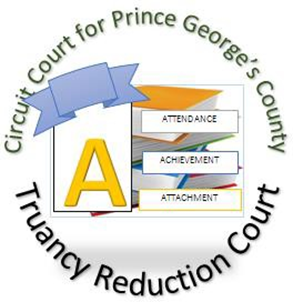 Circuit Court for Prince George's County
A
ATTENDANCE
ACHIEVEMENT
ATTACHMENT
Truancy Reduction Court